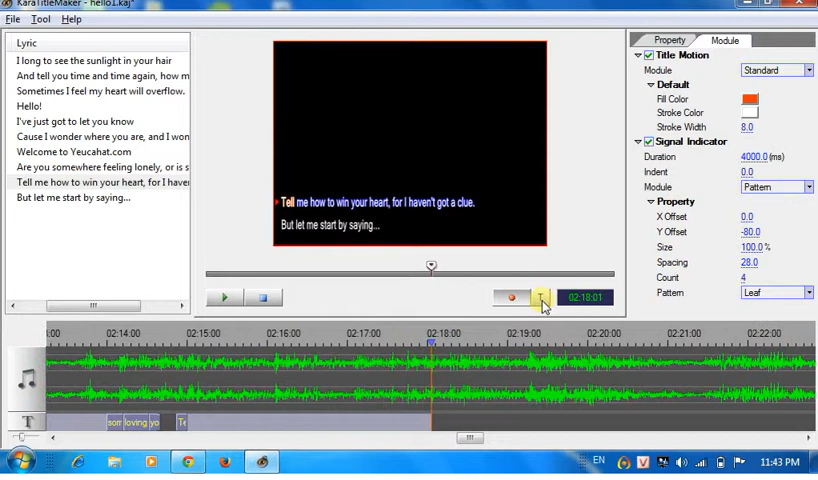 KaraTitleMaker - hello1.kaj*
File Tool Help
Lyric
I long to see the sunlight in your hair
And tell you time and time again, how m
Sometimes I feel my heart will overflow.
Hello!
I've just got to let you know
Cause I wonder where you are, and I won
Welcome to Yeucahat.com
Are you somewhere feeling lonely, or is s
Tell me how to win your heart, for I haven
But let me start by saying...
Tell me how to win your heart, for I haven't got a clue.
But let me start by saying...
T
02:18:01
Property Module
Title Motion
Module Standard
Default
Fill Color
Stroke Color
Stroke Width 8.0
Signal Indicator
Duration 4000.0 (ms)
Indent 0.0
Module Pattern
Property
X Offset 0.0
Y Offset -80.0
Size 100.0 %
Spacing 28.0
Count 4
Pattern Leaf
:00 02:14:00 02:15:00 02:16:00 02:17:00 02:18:00 02:19:00 02:20:00 02:21:00 02:22:00
T som loving yo Te
EN 11:43 PM